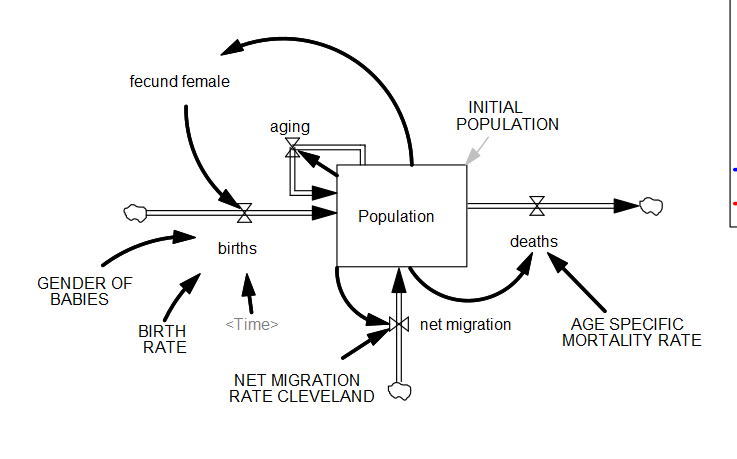 fecund female
INITIAL
POPULATION
aging
Population
births
deaths
GENDER OF
BABIES
BIRTH
RATE
<Time>
net migration
AGE SPECIFIC
MORTALITY RATE
NET MIGRATION
RATE CLEVELAND